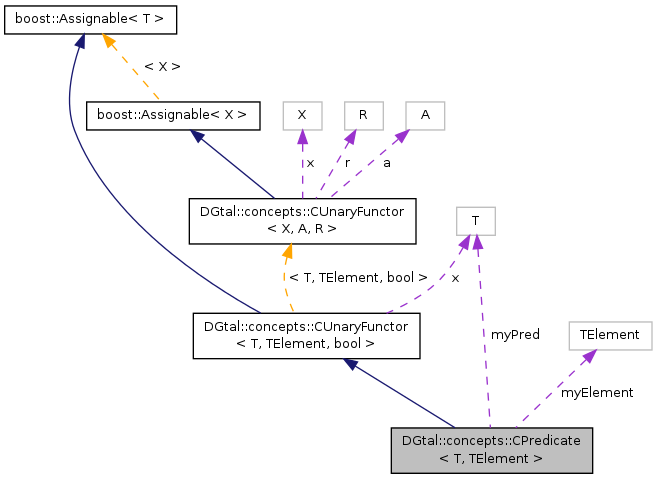 boost::Assignable< T >
< X >
boost::Assignable< X >
X
R
A
x
r
a
DGtal::concepts::CUnaryFunctor
< X, A, R >
T
< T, TElement, bool >
x
DGtal::concepts::CUnaryFunctor
< T, TElement, bool >
myPred
TElement
myElement
DGtal::concepts::CPredicate
< T, TElement >